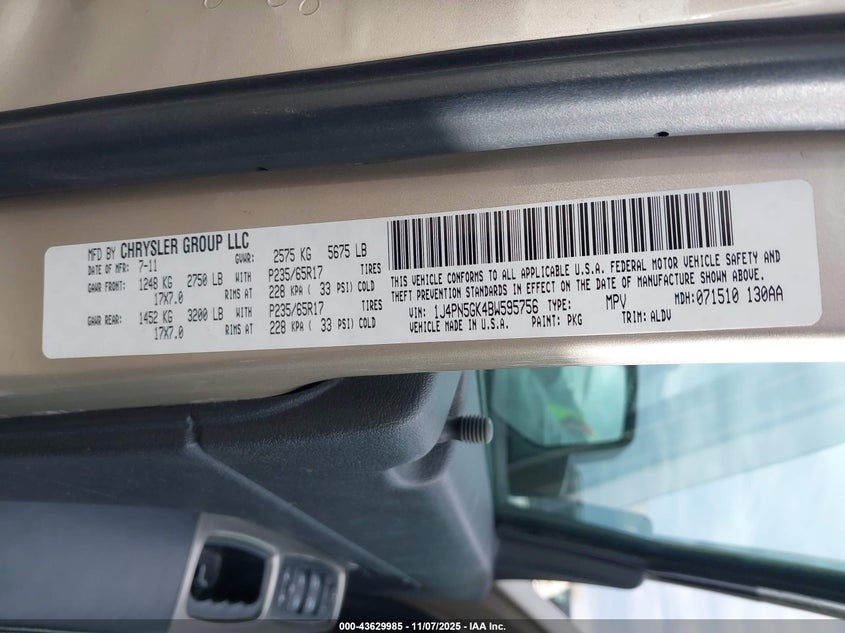 MFD BY CHRYSLER GROUP LLC
DATE OF MFR: 7-11 GVWR: 2575 KG 5675 LB
GAWR FRONT: 1248 KG 2750 LB WITH P235/65R17 TIRES
17X7.0 RIMS AT 228 KPA ( 33 PSI) COLD
GAWR REAR: 1452 KG 3200 LB WITH P235/65R17 TIRES
17X7.0 RIMS AT 228 KPA ( 33 PSI) COLD
THIS VEHICLE CONFORMS TO ALL APPLICABLE U.S.A. FEDERAL MOTOR VEHICLE SAFETY AND
THEFT PREVENTION STANDARDS IN EFFECT ON THE DATE OF MANUFACTURE SHOWN ABOVE.
VIN: 1J4PN5GK4BW595756 TYPE: MPV MDH: 071510 130AA
VEHICLE MADE IN U.S.A. PAINT: PKG TRIM: ALDV
000-43629985 - 11/07/2025 - IAA Inc.